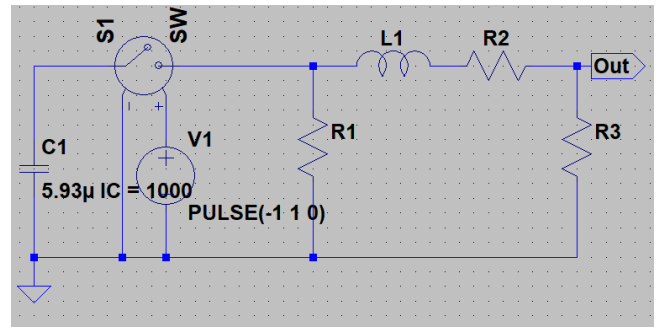 S1
SW
L1
R2
Out
C1
5.93µ IC = 1000
V1
PULSE(-1 1 0)
R1
R3